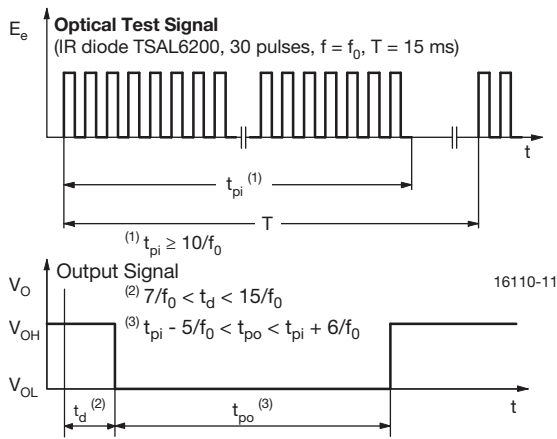 Eₑ
Optical Test Signal
(IR diode TSAL6200, 30 pulses, f = f₀, T = 15 ms)
t
tₚᵢ ⁽¹⁾
T
⁽¹⁾ tₚᵢ ≥ 10/f₀
V_O
Output Signal
16110-11
⁽²⁾ 7/f₀ < t_d < 15/f₀
V_OH
⁽³⁾ tₚᵢ - 5/f₀ < tₚₒ < tₚᵢ + 6/f₀
V_OL
t_d ⁽²⁾
tₚₒ ⁽³⁾
t